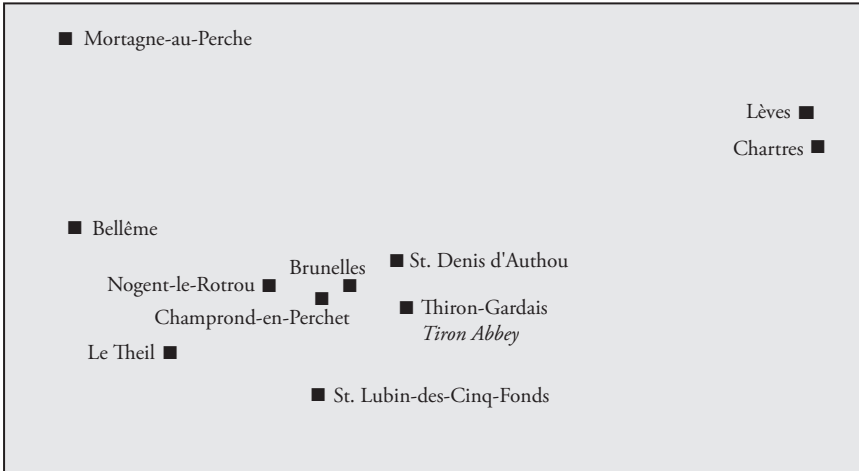 Mortagne-au-Perche
Lèves
Chartres
Bellême
St. Denis d'Authou
Brunelles
Nogent-le-Rotrou
Thiron-Gardais
Champrond-en-Perchet
Tiron Abbey
Le Theil
St. Lubin-des-Cinq-Fonds